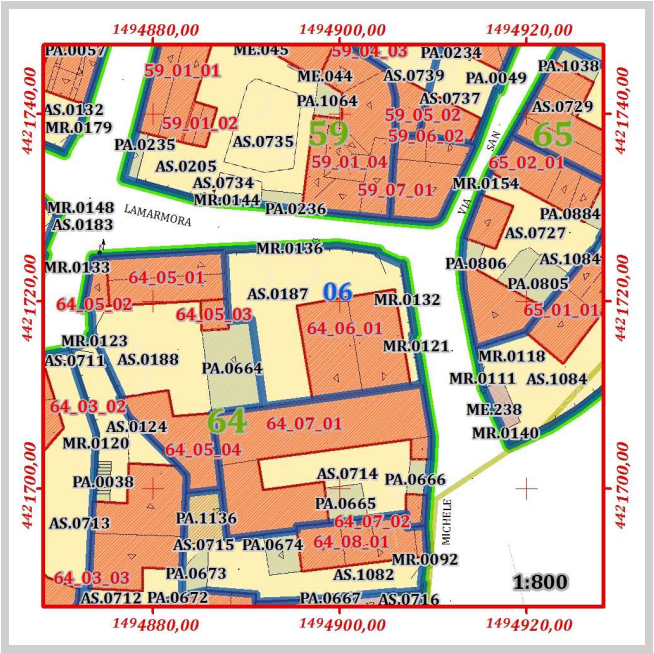 1494880,00 1494900,00 1494920,00
PA.0057 ME.045 59_04_03 PA.0234
59_01_01 ME.044 AS.0739 PA.0049 PA.1038
AS.0132 PA.1064 AS.0737 AS.0729
MR.0179 59_01_02 59 59_05_02 65
PA.0235 AS.0735 59_06_02 SAN
AS.0205 59_01_04 65_02_01
AS.0734 59_07_01 MR.0154
MR.0148 LAMARMORA MR.0144 PA.0236 VIA PA.0884
AS.0183 AS.0727
MR.0136
MR.0133 64_05_01 PA.0806 AS.1084
AS.0187 06 MR.0132 PA.0805
64_05_02 64_05_03 64_06_01 65_01_01
MR.0123 MR.0121
AS.0711 AS.0188 PA.0664 MR.0118
MR.0111 AS.1084
64_03_02 64 ME.238
AS.0124 64_07_01 MR.0140
MR.0120 64_05_04
PA.0038 AS.0714 PA.0666
PA.0665
AS.0713 PA.1136 64_07_02 MICHELE
AS.0715 PA.0674 64_08_01 MR.0092
64_03_03 PA.0673 AS.1082 1:800
AS.0712 PA.0672 PA.0667 AS.0716
1494880,00 1494900,00 1494920,00
4421740,00
4421720,00
4421700,00
4421740,00
4421720,00
4421700,00